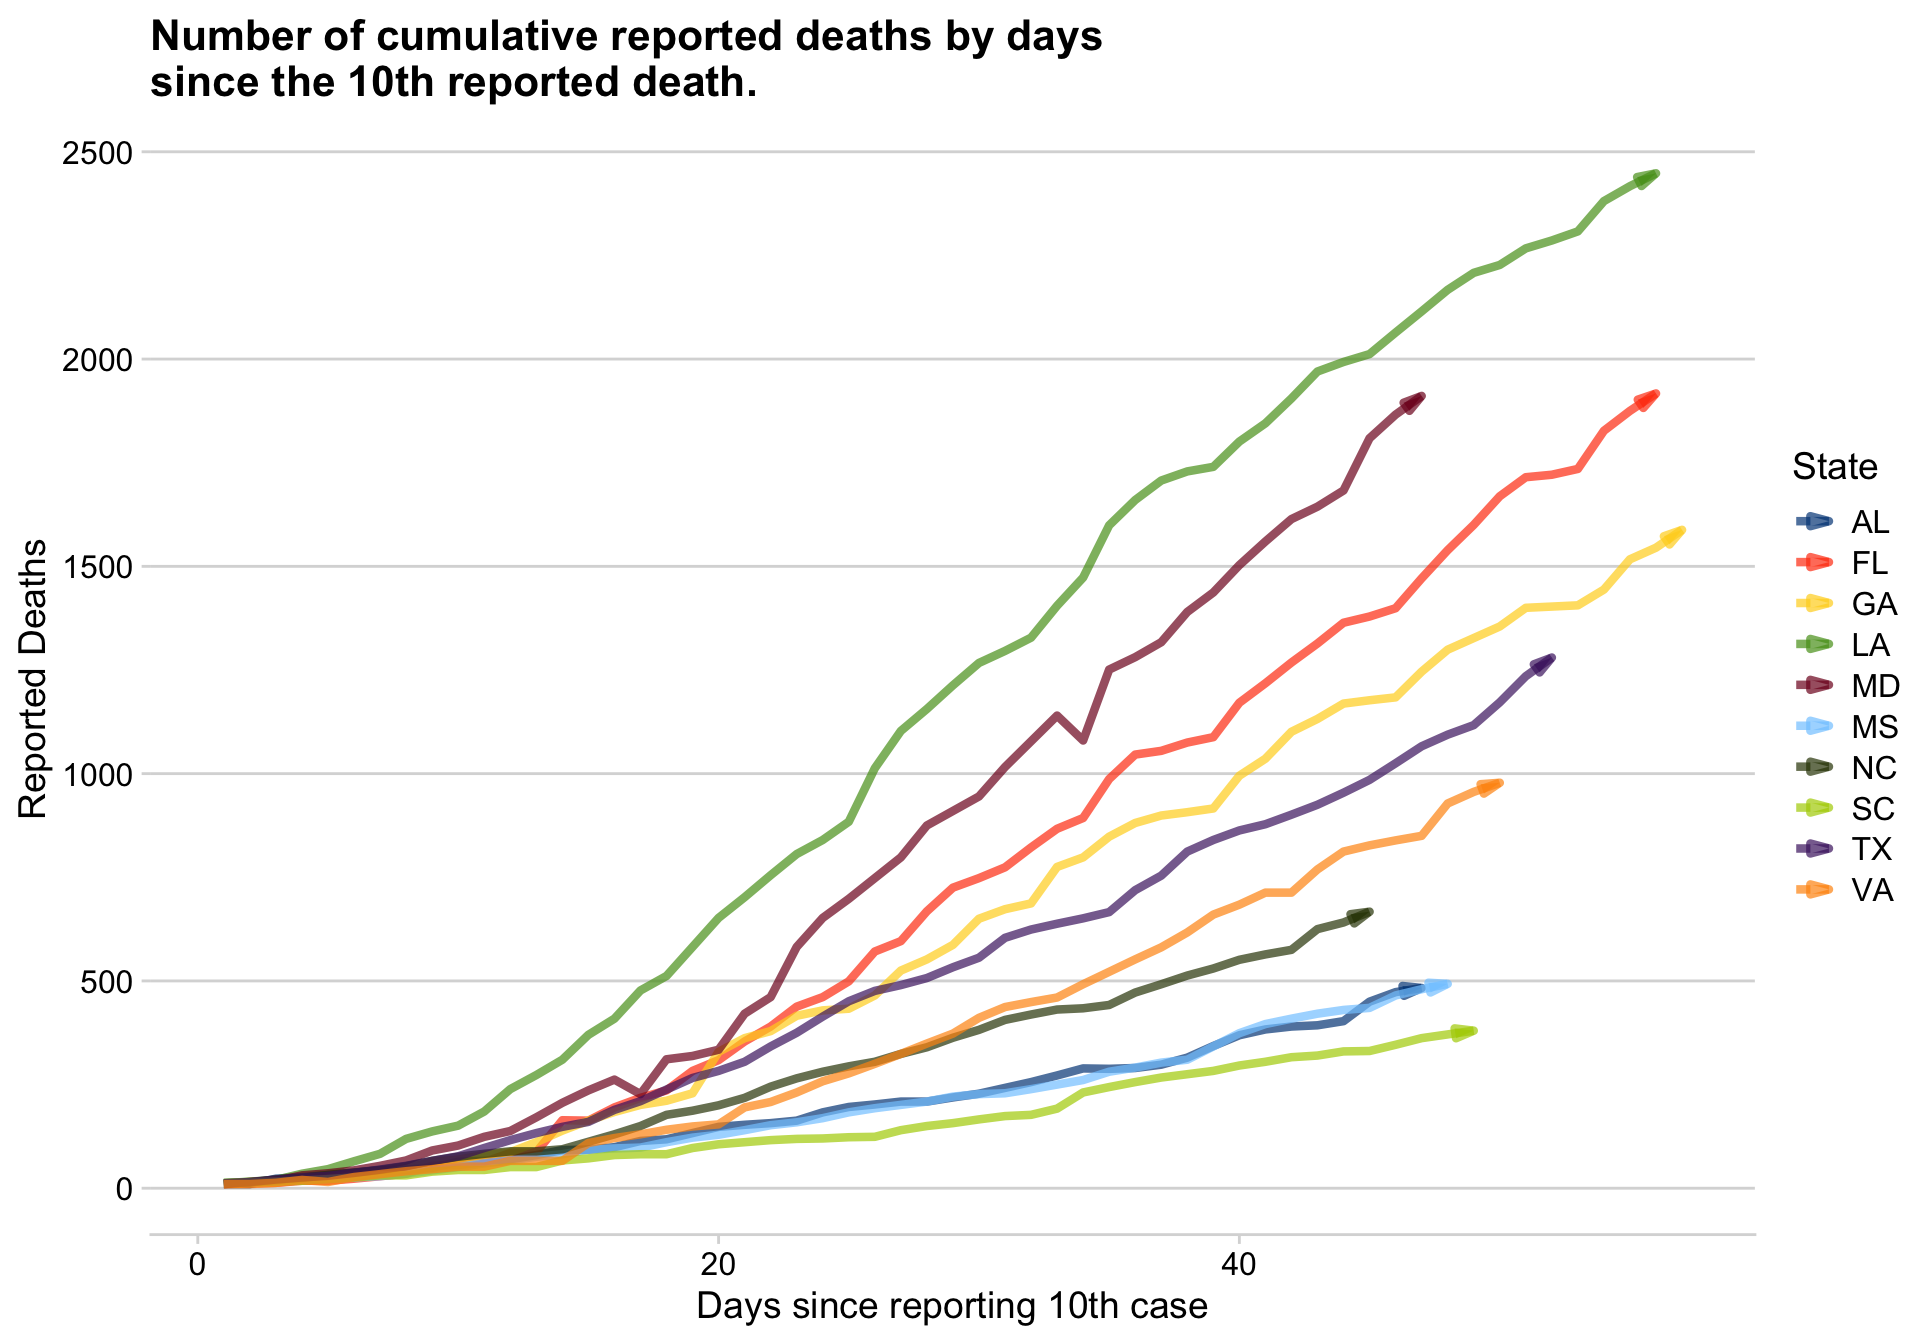 Number of cumulative reported deaths by days
since the 10th reported death.
2500
2000
1500
1000
500
0
Reported Deaths
0
20
40
Days since reporting 10th case
State
AL
FL
GA
LA
MD
MS
NC
SC
TX
VA